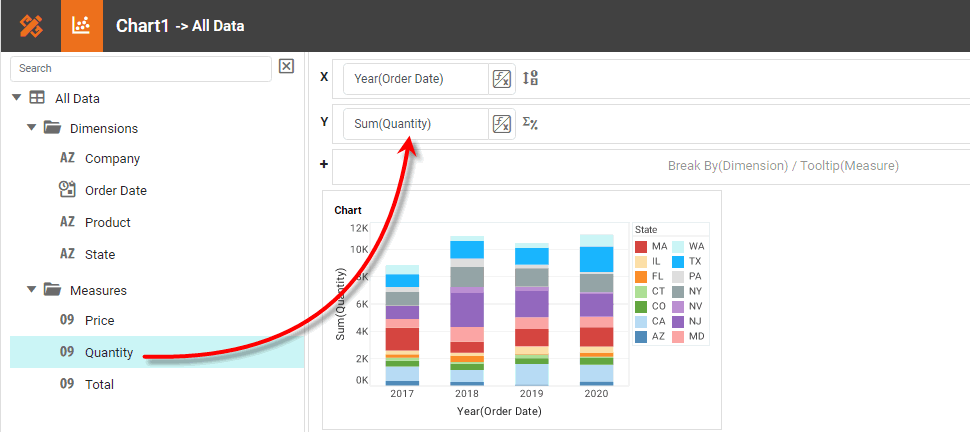 Chart1 -> All Data
Search
All Data
Dimensions
AZ Company
Order Date
AZ Product
AZ State
Measures
09 Price
09 Quantity
09 Total
X Year(Order Date)
Y Sum(Quantity)
+ Break By(Dimension) / Tooltip(Measure)
Chart
Sum(Quantity)
12K
10K
8K
6K
4K
2K
0K
2017 2018 2019 2020
Year(Order Date)
State
MA WA
IL TX
FL PA
CT NY
CO NV
CA NJ
AZ MD